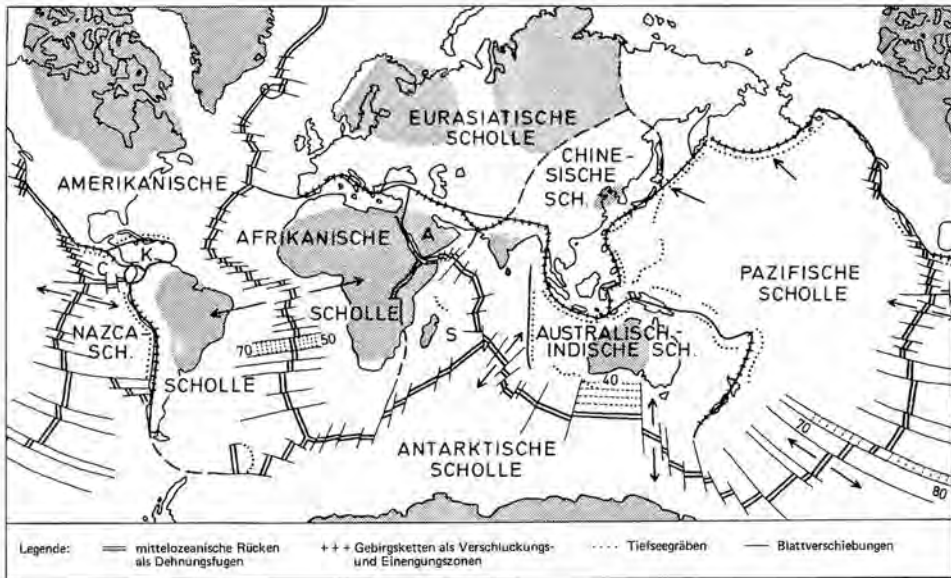 EURASIATISCHE
SCHOLLE
CHINE-
SISCHE
SCH.
AMERIKANISCHE
AFRIKANISCHE
A
K
C
PAZIFISCHE
SCHOLLE
SCHOLLE
S
NAZCA-
SCH.
AUSTRALISCH-
INDISCHE SCH.
70
50
40
SCHOLLE
ANTARKTISCHE
SCHOLLE
70
80
Legende:
mittelozeanische Rücken
als Dehnungsfugen
+++ Gebirgsketten als Verschluckungs-
und Einengungszonen
Tiefseegräben
Blattverschiebungen